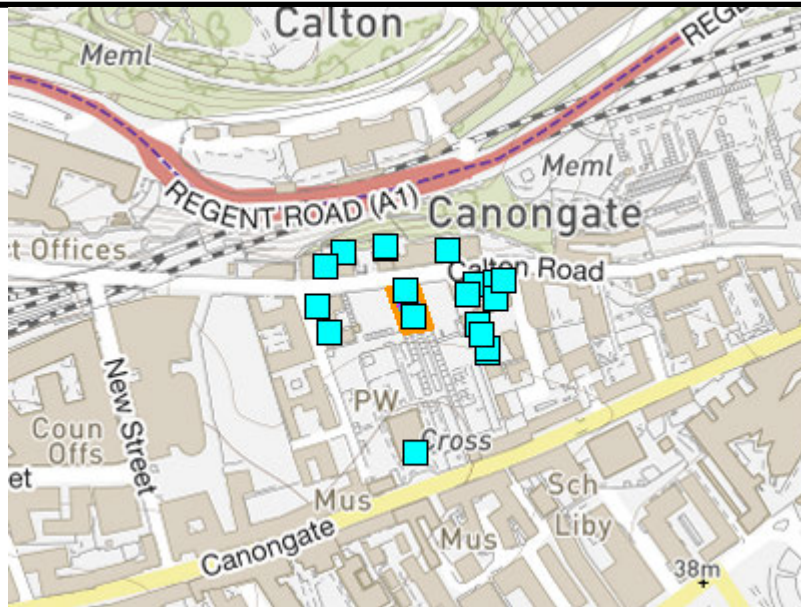 Calton
Meml
REGE
REGENT ROAD (A1)
Meml
Canongate
t Offices
Calton Road
New Street
PW
Coun
Offs
Cross
et
Mus
Sch
Liby
Canongate
Mus
38m